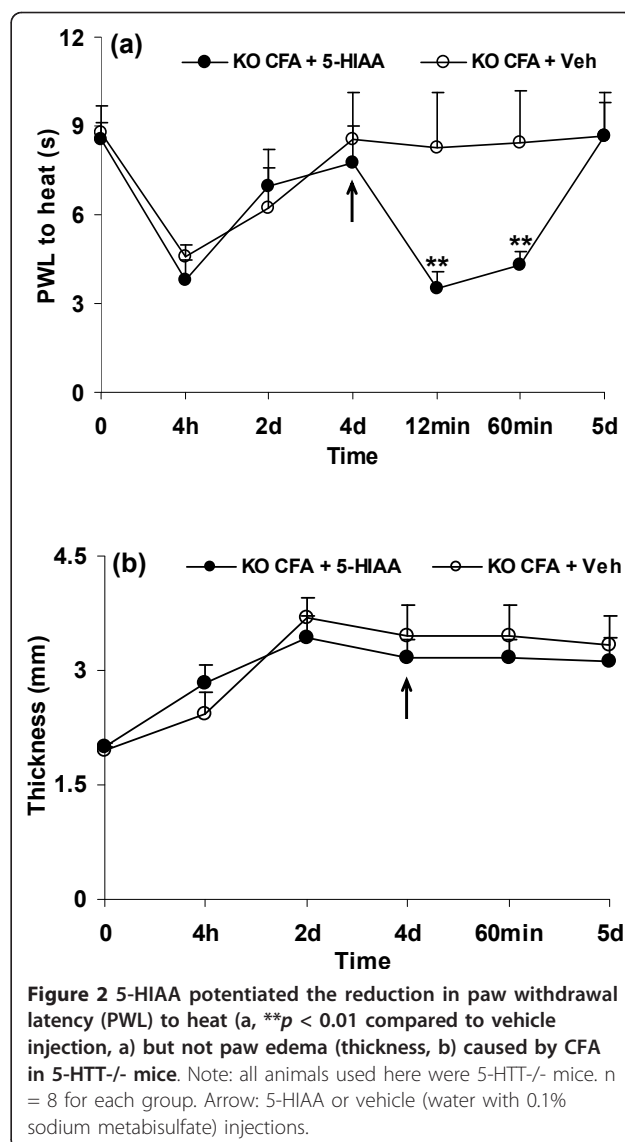 (a)
KO CFA + 5-HIAA KO CFA + Veh
12
9
6
3
0
PWL to heat (s)
**
**
0 4h 2d 4d 12min 60min 5d
Time
(b)
KO CFA + 5-HIAA KO CFA + Veh
4.5
3
1.5
0
Thickness (mm)
0 4h 2d 4d 60min 5d
Time
Figure 2 5-HIAA potentiated the reduction in paw withdrawal
latency (PWL) to heat (a, **p < 0.01 compared to vehicle
injection, a) but not paw edema (thickness, b) caused by CFA
in 5-HTT-/- mice. Note: all animals used here were 5-HTT-/- mice. n
= 8 for each group. Arrow: 5-HIAA or vehicle (water with 0.1%
sodium metabisulfate) injections.